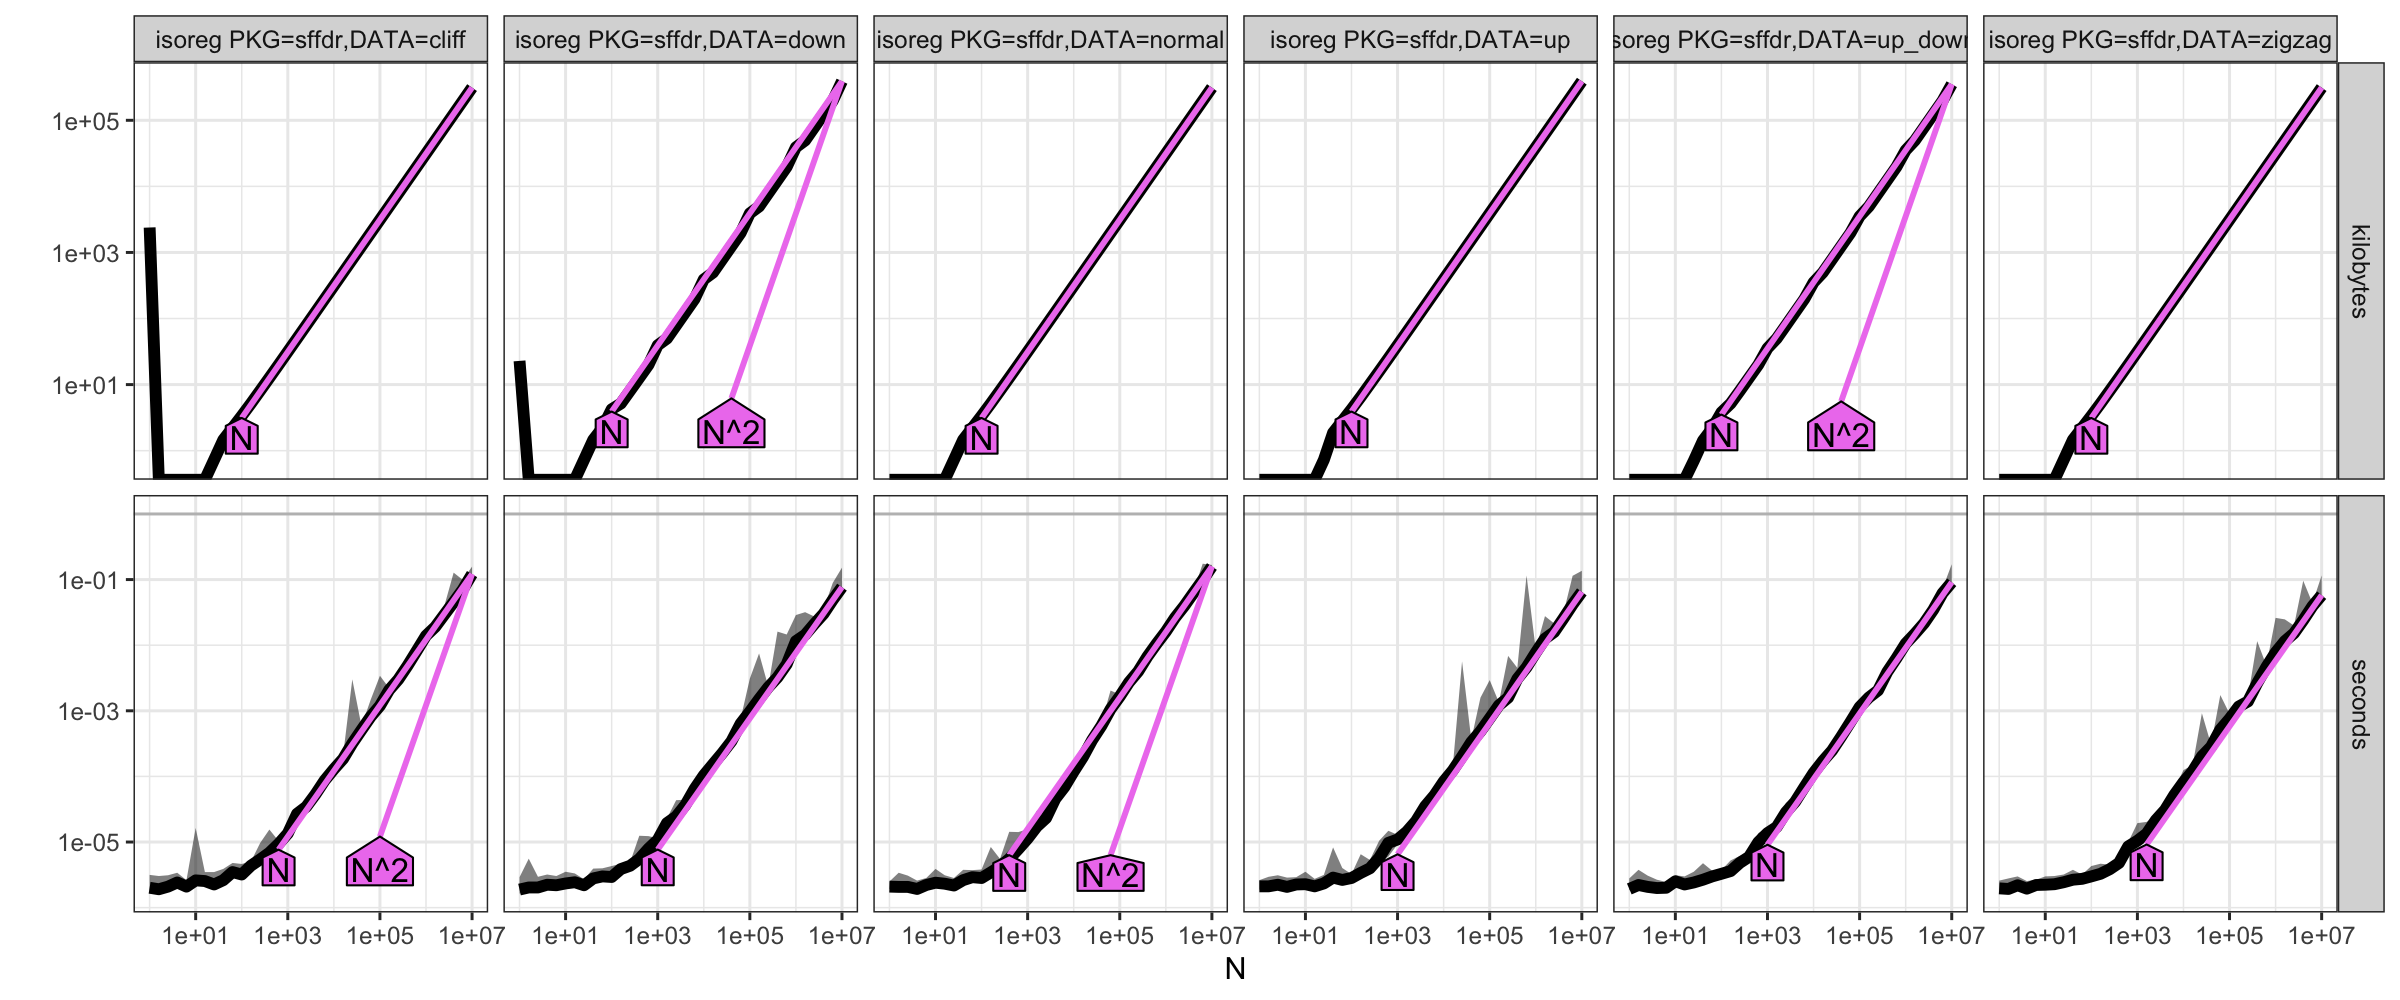 isoreg PKG=sffdr,DATA=cliff
isoreg PKG=sffdr,DATA=down
isoreg PKG=sffdr,DATA=normal
isoreg PKG=sffdr,DATA=up
soreg PKG=sffdr,DATA=up_down
isoreg PKG=sffdr,DATA=zigzag
1e+05
1e+03
1e+01
N
N
N^2
N
N
N
N^2
N
kilobytes
1e-01
1e-03
1e-05
N
N^2
N
N
N^2
N
N
N
seconds
1e+01 1e+03 1e+05 1e+07
1e+01 1e+03 1e+05 1e+07
1e+01 1e+03 1e+05 1e+07
1e+01 1e+03 1e+05 1e+07
1e+01 1e+03 1e+05 1e+07
1e+01 1e+03 1e+05 1e+07
N